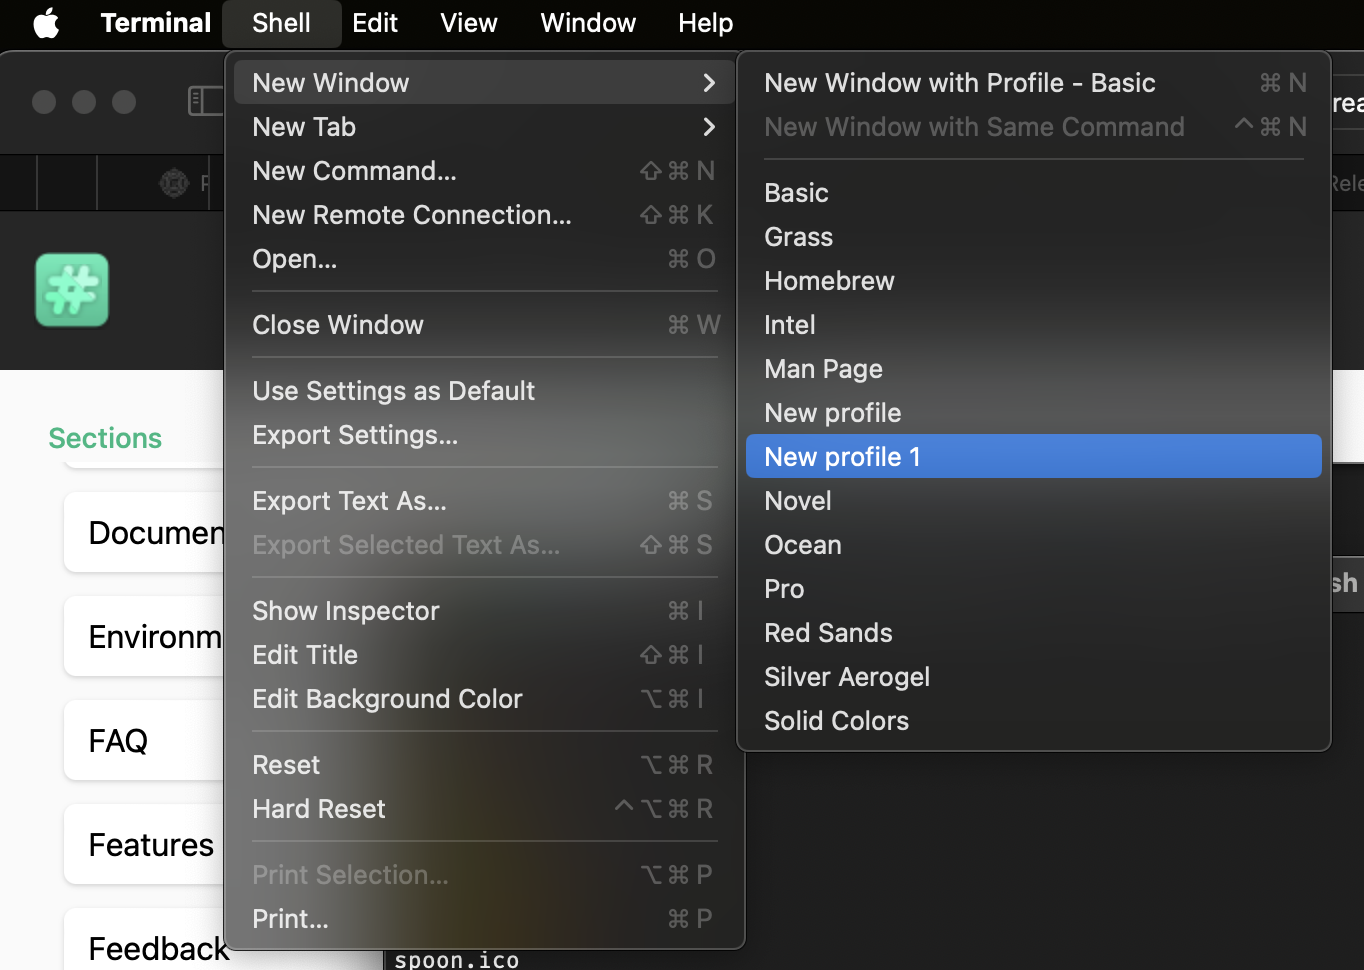 Terminal Shell Edit View Window Help
New Window
New Tab
New Command... ⇧⌘N
New Remote Connection... ⇧⌘K
Open... ⌘O
Close Window ⌘W
Use Settings as Default
Export Settings...
Export Text As... ⌘S
Export Selected Text As... ⇧⌘S
Show Inspector ⌘I
Edit Title ⇧⌘I
Edit Background Color ⌥⌘I
Reset ⌥⌘R
Hard Reset ^⌥⌘R
Print Selection... ⌥⌘P
Print... ⌘P
New Window with Profile - Basic ⌘N
New Window with Same Command ^⌘N
Basic
Grass
Homebrew
Intel
Man Page
New profile
New profile 1
Novel
Ocean
Pro
Red Sands
Silver Aerogel
Solid Colors
Sections
Documen
Environm
FAQ
Features
Feedback
spoon.ico
rea
Rele
sh